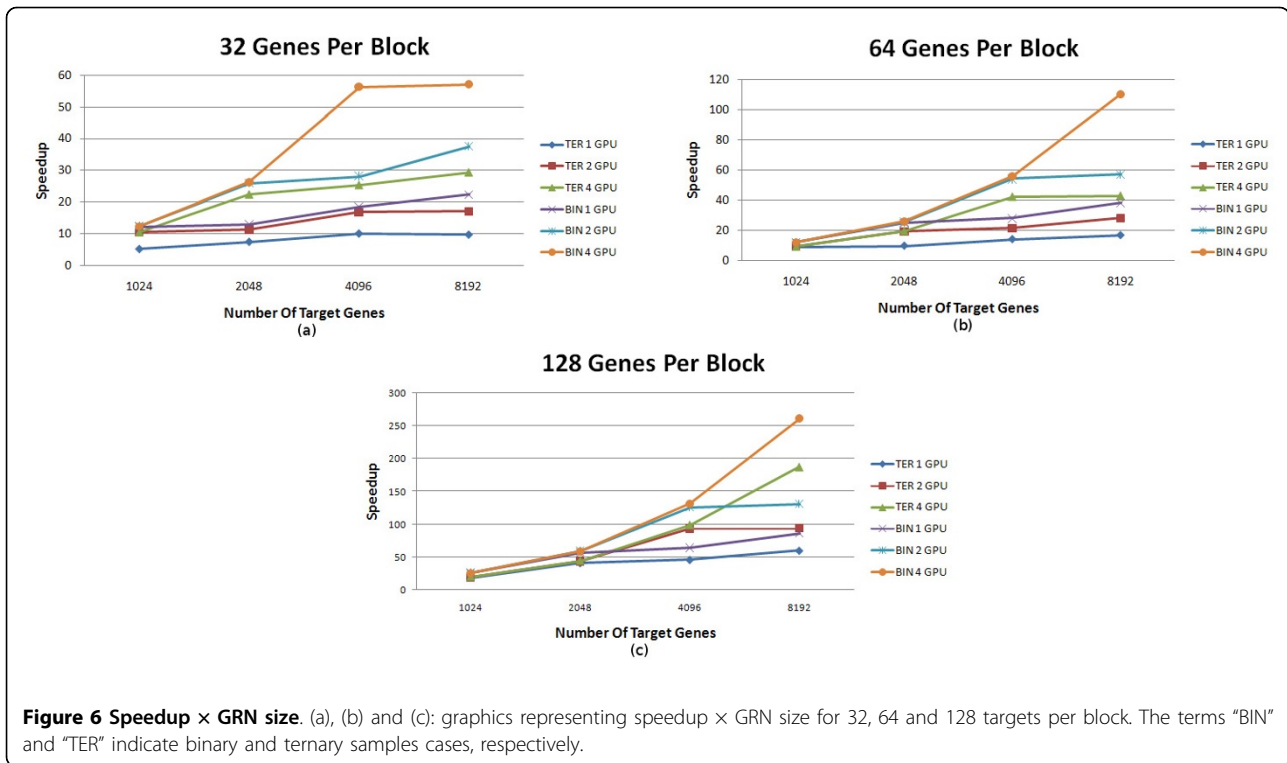 32 Genes Per Block
60
50
40
30
20
10
0
Speedup
1024 2048 4096 8192
Number Of Target Genes
(a)
TER 1 GPU
TER 2 GPU
TER 4 GPU
BIN 1 GPU
BIN 2 GPU
BIN 4 GPU
64 Genes Per Block
120
100
80
60
40
20
0
Speedup
1024 2048 4096 8192
Number Of Target Genes
(b)
TER 1 GPU
TER 2 GPU
TER 4 GPU
BIN 1 GPU
BIN 2 GPU
BIN 4 GPU
128 Genes Per Block
300
250
200
150
100
50
0
Speedup
1024 2048 4096 8192
Number Of Target Genes
(c)
TER 1 GPU
TER 2 GPU
TER 4 GPU
BIN 1 GPU
BIN 2 GPU
BIN 4 GPU
Figure 6 Speedup × GRN size. (a), (b) and (c): graphics representing speedup × GRN size for 32, 64 and 128 targets per block. The terms “BIN”
and “TER” indicate binary and ternary samples cases, respectively.